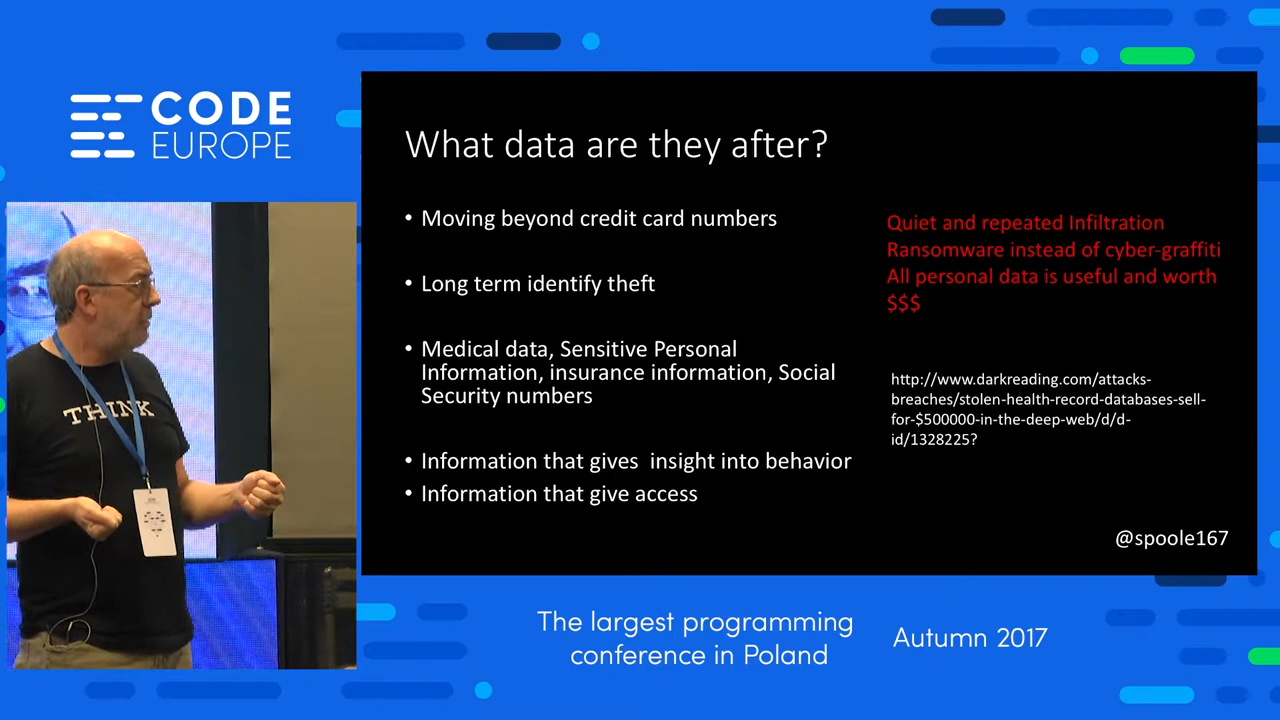 CODE
EUROPE
What data are they after?
• Moving beyond credit card numbers
• Long term identify theft
• Medical data, Sensitive Personal
Information, insurance information, Social
Security numbers
• Information that gives  insight into behavior
• Information that give access
Quiet and repeated Infiltration
Ransomware instead of cyber-graffiti
All personal data is useful and worth
$$$
http://www.darkreading.com/attacks-
breaches/stolen-health-record-databases-sell-
for-$500000-in-the-deep-web/d/d-
id/1328225?
@spoole167
THINK
The largest programming
conference in Poland
Autumn 2017